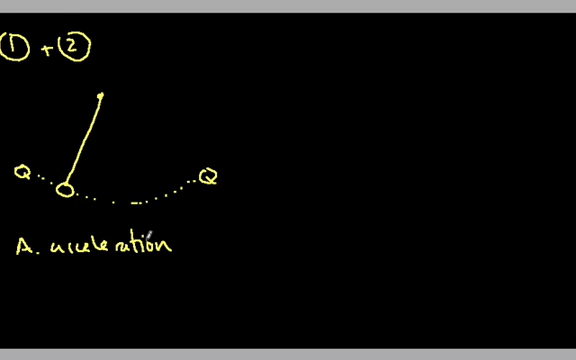 ① + ②
Q Q
A. acceleration